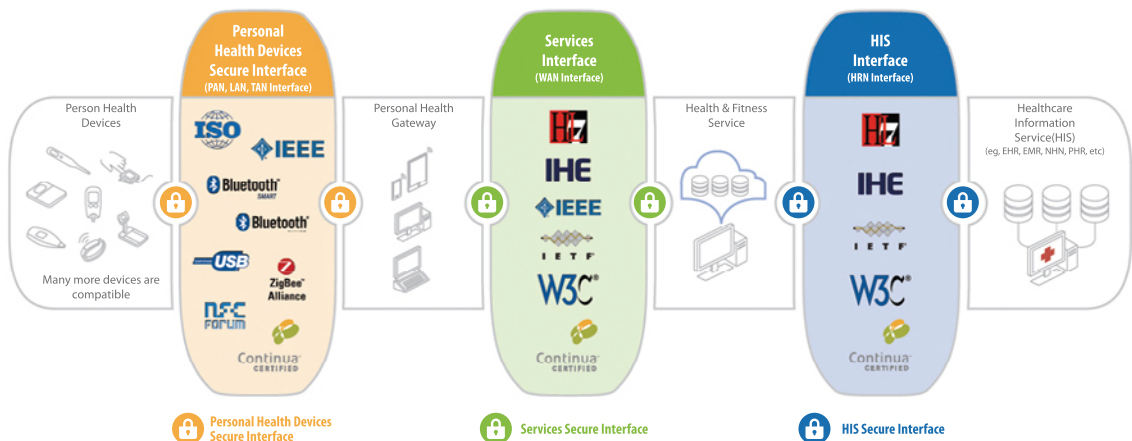 Personal
Health Devices
Secure Interface
(PAN, LAN, TAN Interface)
Services
Interface
(WAN Interface)
HIS
Interface
(HRN Interface)
Person Health
Devices
Many more devices are
compatible
ISO
IEEE
Bluetooth®
SMART
Bluetooth®
USB
ZigBee™
Alliance
NFC
FORUM
Continua
CERTIFIED
Personal Health
Gateway
HL7
IHE
IEEE
IETF®
W3C®
Continua
CERTIFIED
Health & Fitness
Service
HL7
IHE
IETF®
W3C®
Continua
CERTIFIED
Healthcare
Information
Service(HIS)
(eg, EHR, EMR, NHN, PHR, etc)
Personal Health Devices
Secure Interface
Services Secure Interface
HIS Secure Interface